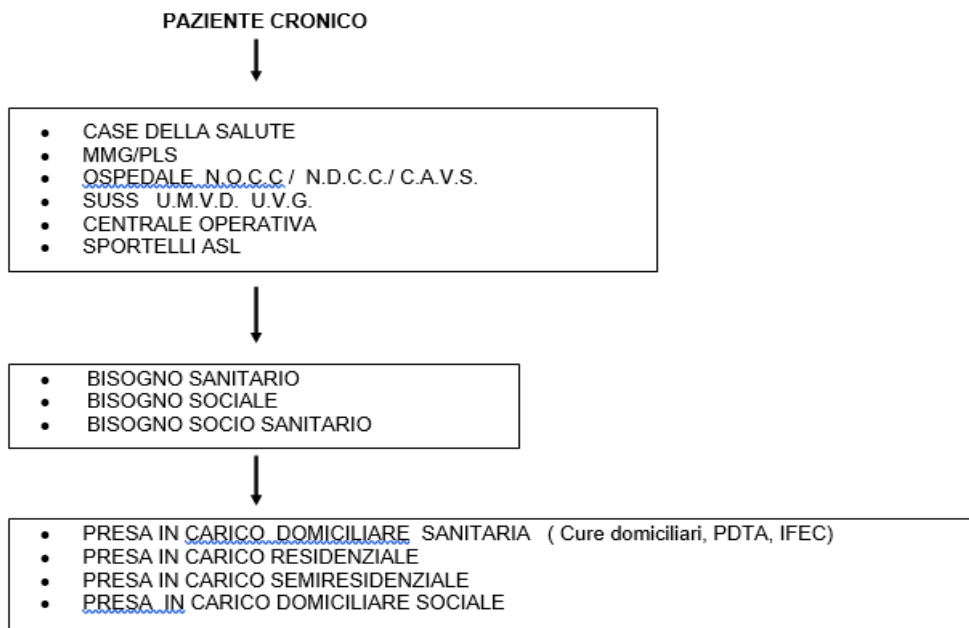 PAZIENTE CRONICO
• CASE DELLA SALUTE
• MMG/PLS
• OSPEDALE N.O.C.C / N.D.C.C./ C.A.V.S.
• SUSS U.M.V.D. U.V.G.
• CENTRALE OPERATIVA
• SPORTELLI ASL
• BISOGNO SANITARIO
• BISOGNO SOCIALE
• BISOGNO SOCIO SANITARIO
• PRESA IN CARICO DOMICILIARE SANITARIA ( Cure domiciliari, PDTA, IFEC)
• PRESA IN CARICO RESIDENZIALE
• PRESA IN CARICO SEMIRESIDENZIALE
• PRESA IN CARICO DOMICILIARE SOCIALE